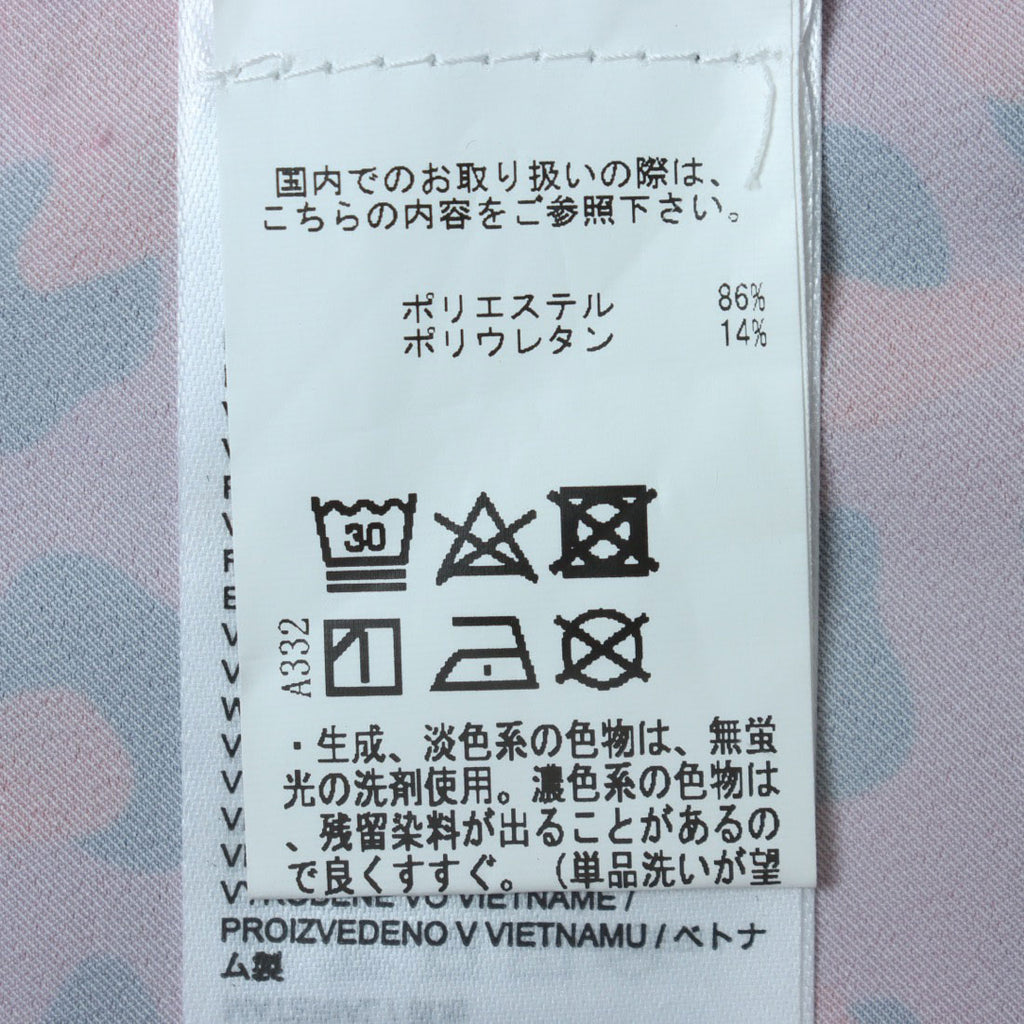 国内でのお取り扱いの際は、
こちらの内容をご参照下さい。
ポリエステル 86%
ポリウレタン 14%
30
A332
・生成、淡色系の色物は、無蛍
光の洗剤使用。濃色系の色物は
、残留染料が出ることがあるの
で良くすすぐ。（単品洗いが望
VYROBENE VO VIETNAME /
PROIZVEDENO V VIETNAMU / ベトナ
ム製